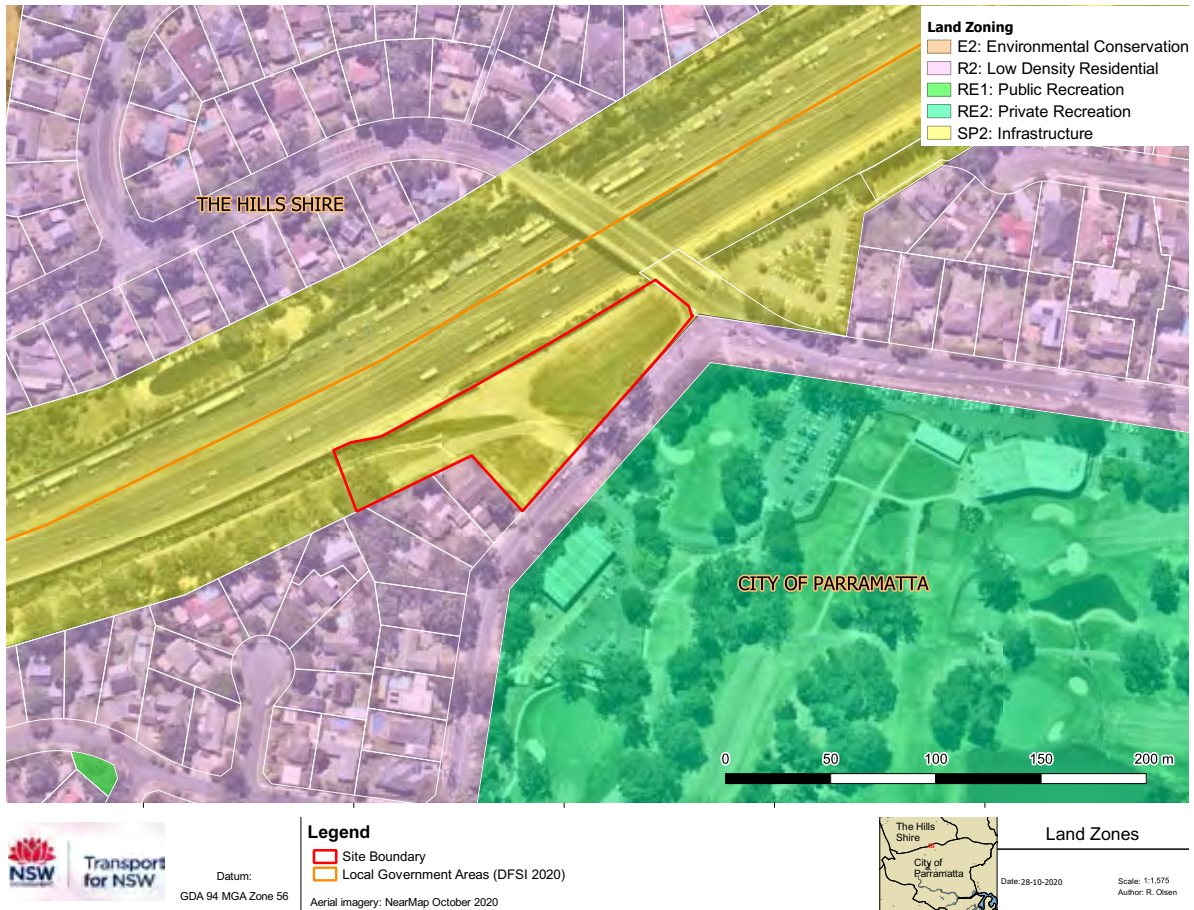 Land Zoning
E2: Environmental Conservation
R2: Low Density Residential
RE1: Public Recreation
RE2: Private Recreation
SP2: Infrastructure
THE HILLS SHIRE
CITY OF PARRAMATTA
0 50 100 150 200 m
NSW
Transport
for NSW
Datum:
GDA 94 MGA Zone 56
Legend
Site Boundary
Local Government Areas (DFSI 2020)
Aerial imagery: NearMap October 2020
The Hills
Shire
City of
Parramatta
Land Zones
Date: 28-10-2020
Scale: 1:1,575
Author: R. Olsen